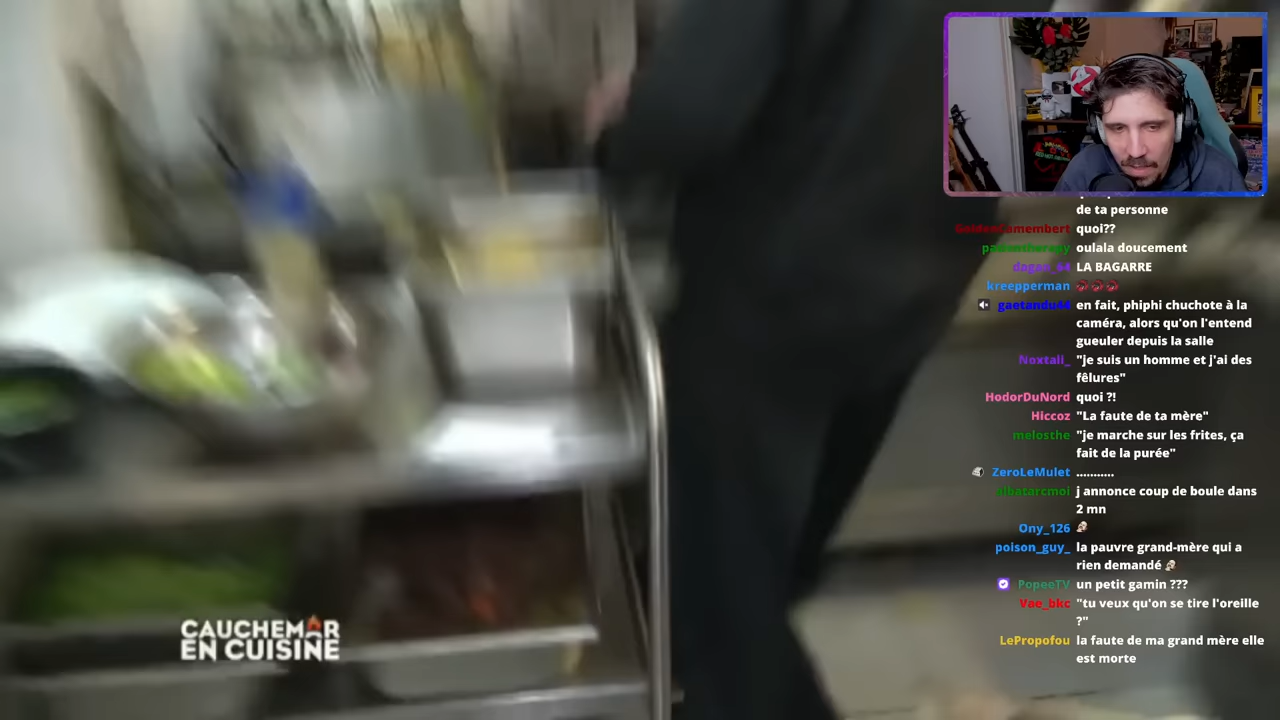 de ta personne
GoldenCamembert quoi??
oulala doucement
LA BAGARRE
kreepperman
gaetandu44 en fait, phiphi chuchote à la
caméra, alors qu'on l'entend
gueuler depuis la salle
Noxtali_ "je suis un homme et j'ai des
fêlures"
HodorDuNord quoi ?!
Hiccoz "La faute de ta mère"
melosthe "je marche sur les frites, ça
fait de la purée"
ZeroLeMulet ...........
albatarcmoi j annonce coup de boule dans
2 mn
Ony_126
poison_guy_ la pauvre grand-mère qui a
rien demandé
PopeeTV un petit gamin ???
Vae_bkc "tu veux qu'on se tire l'oreille
?"
LePropofou la faute de ma grand mère elle
est morte
CAUCHEMAR
EN CUISINE